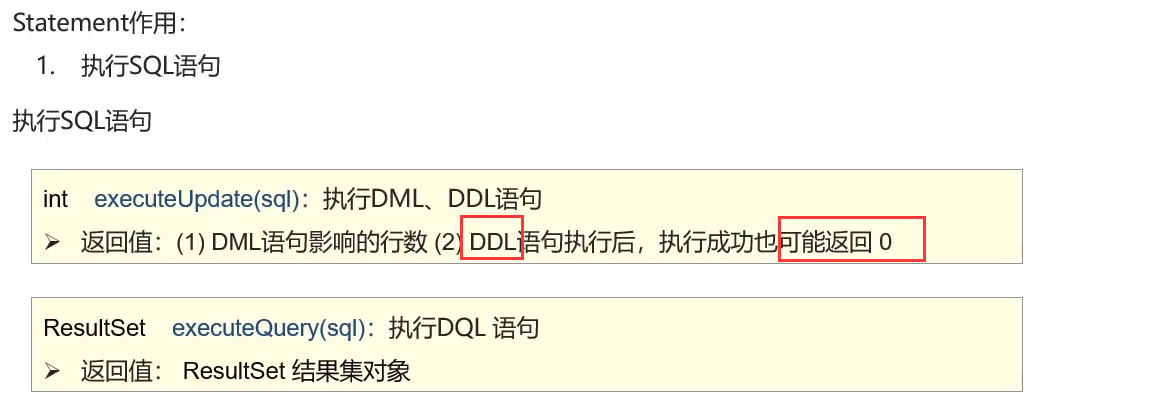 Statement作用：
1. 执行SQL语句
执行SQL语句
int executeUpdate(sql)：执行DML、DDL语句
➢ 返回值：(1) DML语句影响的行数 (2) DDL语句执行后，执行成功也可能返回 0
ResultSet executeQuery(sql)：执行DQL 语句
➢ 返回值： ResultSet 结果集对象